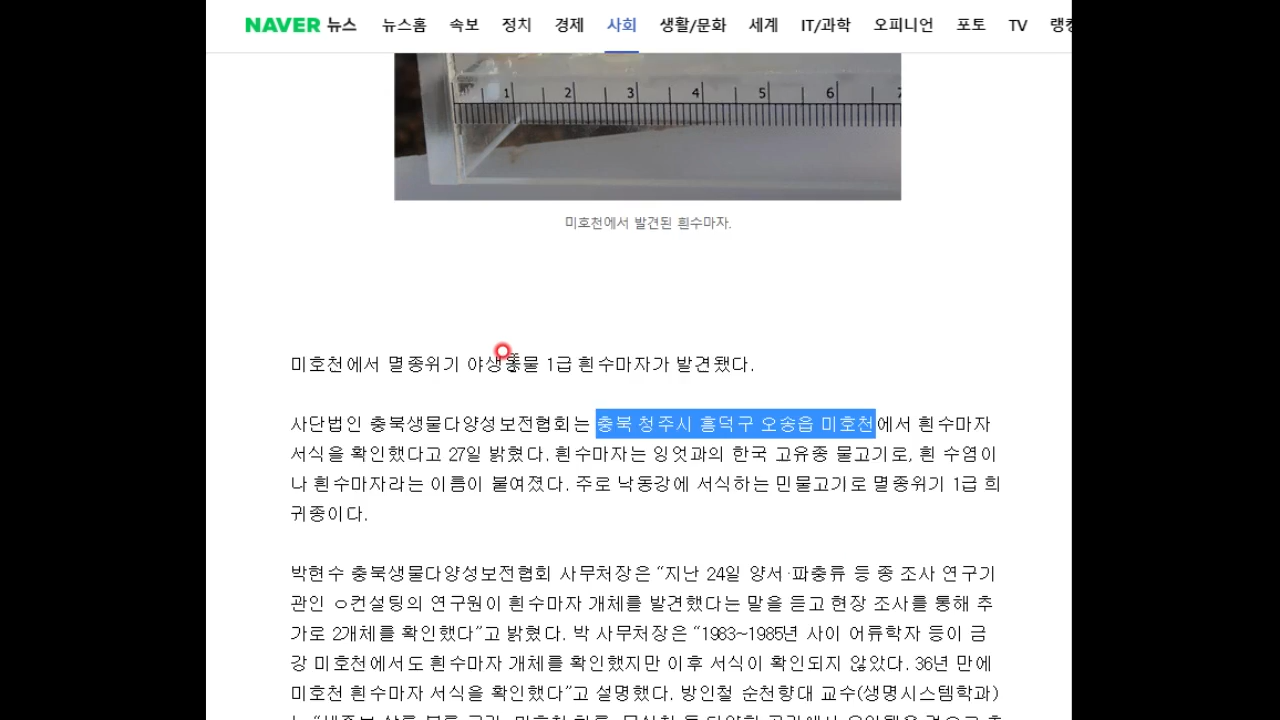 NAVER 뉴스 뉴스홈 속보 정치 경제 사회 생활/문화 세계 IT/과학 오피니언 포토 TV
1 2 3 4 5 6 7
미호천에서 발견된 흰수마자.
미호천에서 멸종위기 야생동물 1급 흰수마자가 발견됐다.
사단법인 충북생물다양성보전협회는 충북 청주시 흥덕구 오송읍 미호천에서 흰수마자
서식을 확인했다고 27일 밝혔다. 흰수마자는 잉엇과의 한국 고유종 물고기로, 흰 수염이
나 흰수마자라는 이름이 붙여졌다. 주로 낙동강에 서식하는 민물고기로 멸종위기 1급 희
귀종이다.
박현수 충북생물다양성보전협회 사무처장은 “지난 24일 양서·파충류 등 종 조사 연구기
관인 ㅇ컨설팅의 연구원이 흰수마자 개체를 발견했다는 말을 듣고 현장 조사를 통해 추
가로 2개체를 확인했다”고 밝혔다. 박 사무처장은 “1983~1985년 사이 어류학자 등이 금
강 미호천에서도 흰수마자 개체를 확인했지만 이후 서식이 확인되지 않았다. 36년 만에
미호천 흰수마자 서식을 확인했다”고 설명했다. 방인철 순천향대 교수(생명시스템학과)